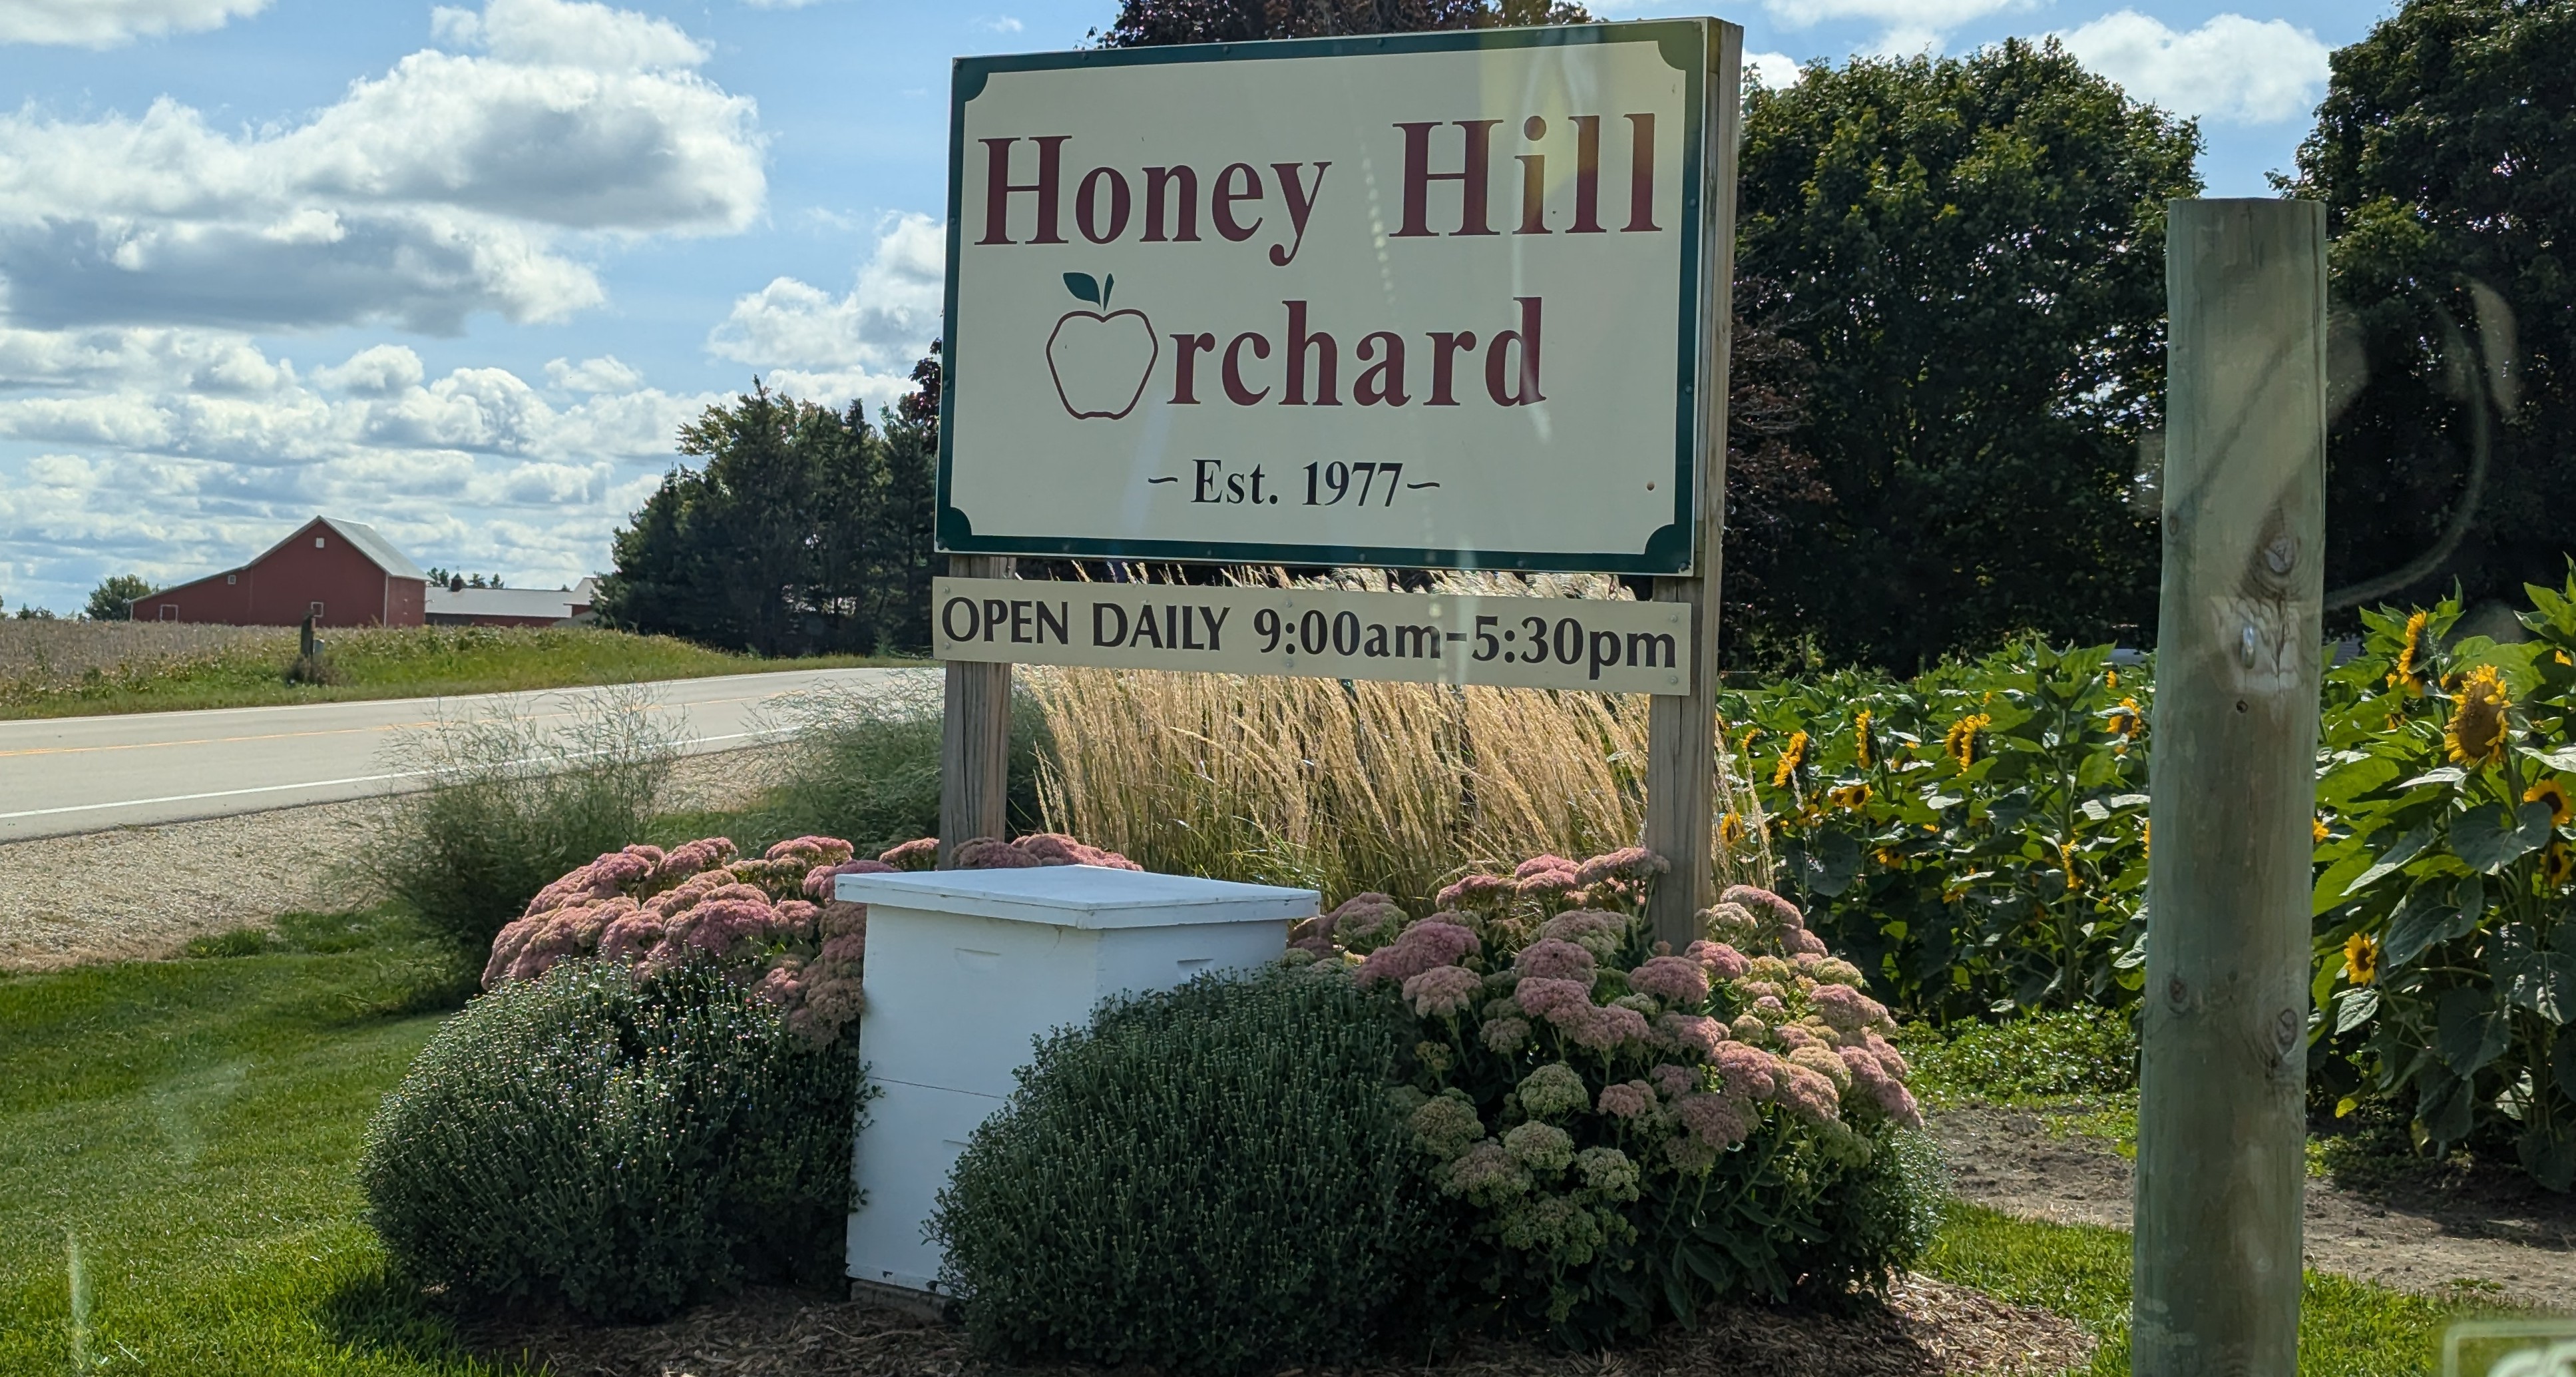 Honey Hill
Orchard
~Est. 1977~
OPEN DAILY 9:00am-5:30pm